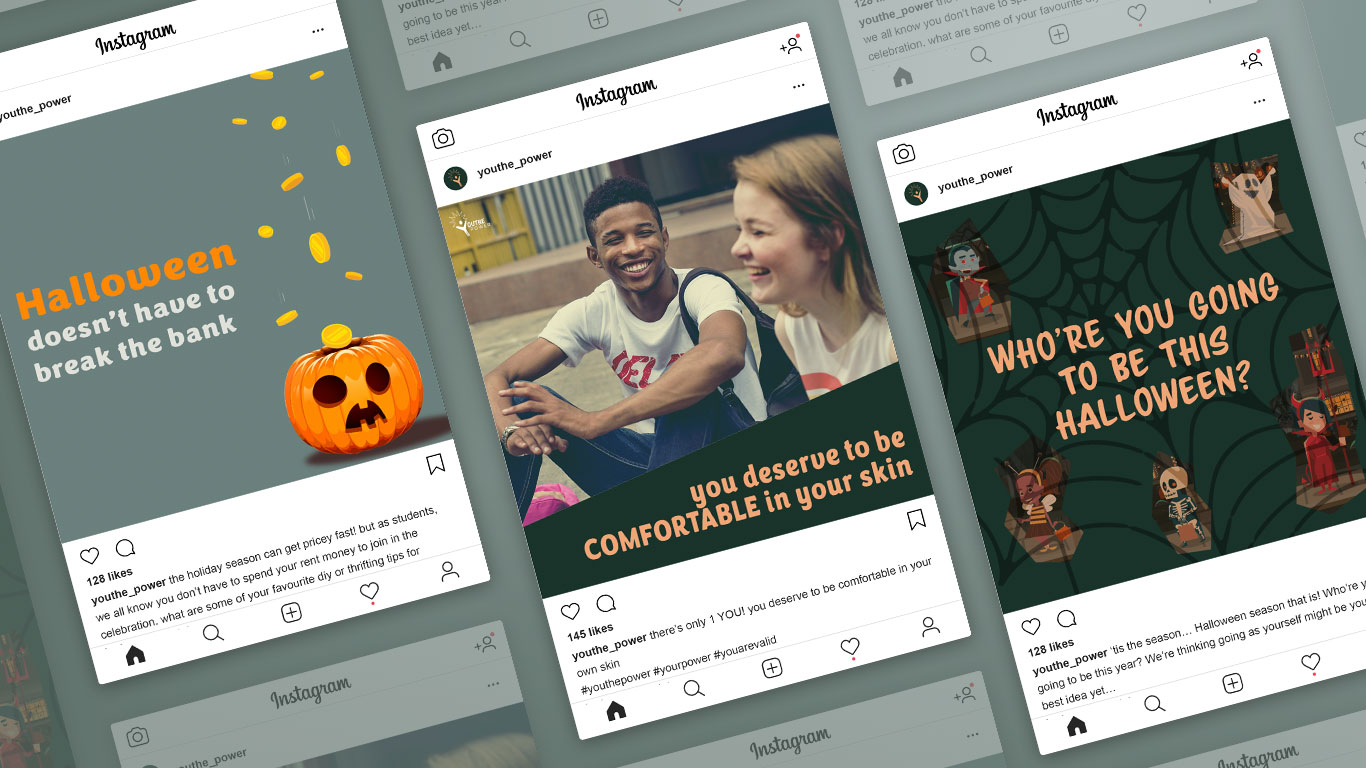 Instagram
youthe_power
Halloween
doesn't have to
break the bank
128 likes
youthe_power the holiday season can get pricey fast! but as students,
we all know you don't have to spend your rent money to join in the
celebration, what are some of your favourite diy or thrifting tips for
going to be this year
best idea yet…
Instagram
youthe_power
YOUTHE
POWER
you deserve to be
COMFORTABLE in your skin
145 likes
youthe_power there's only 1 YOU! you deserve to be comfortable in your
own skin
#youthepower #yourpower #youarevalid
youthe_power
we all know you don't have to
celebration, what are some of your favourite
Instagram
youthe_power
WHO'RE YOU GOING
TO BE THIS
HALLOWEEN?
128 likes
youthe_power 'tis the season… Halloween season that is! Who're
going to be this year? We're thinking going as yourself might be
best idea yet…
Instagram
youthe_power
Instagram
Instagram